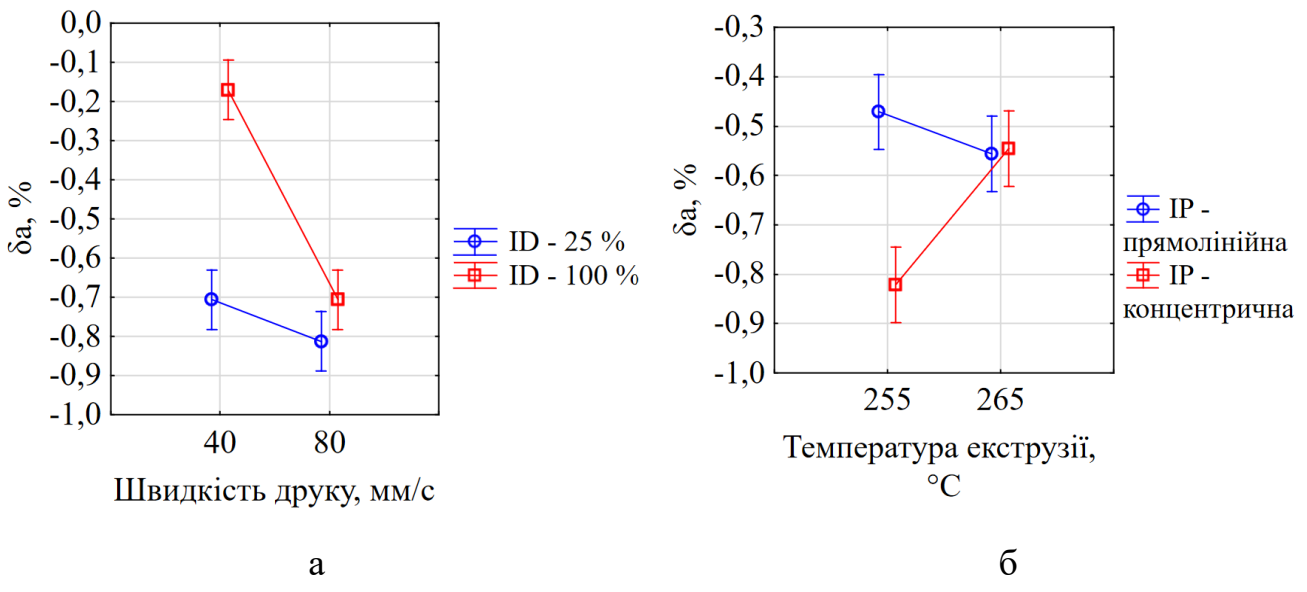 0,0
-0,1
-0,2
-0,3
-0,4
-0,5
-0,6
-0,7
-0,8
-0,9
-1,0
δa, %
40 80
Швидкість друку, мм/с
ID - 25 %
ID - 100 %
а
-0,3
-0,4
-0,5
-0,6
-0,7
-0,8
-0,9
-1,0
δa, %
255 265
Температура екструзії,
°C
IP -
прямолінійна
IP -
концентрична
б